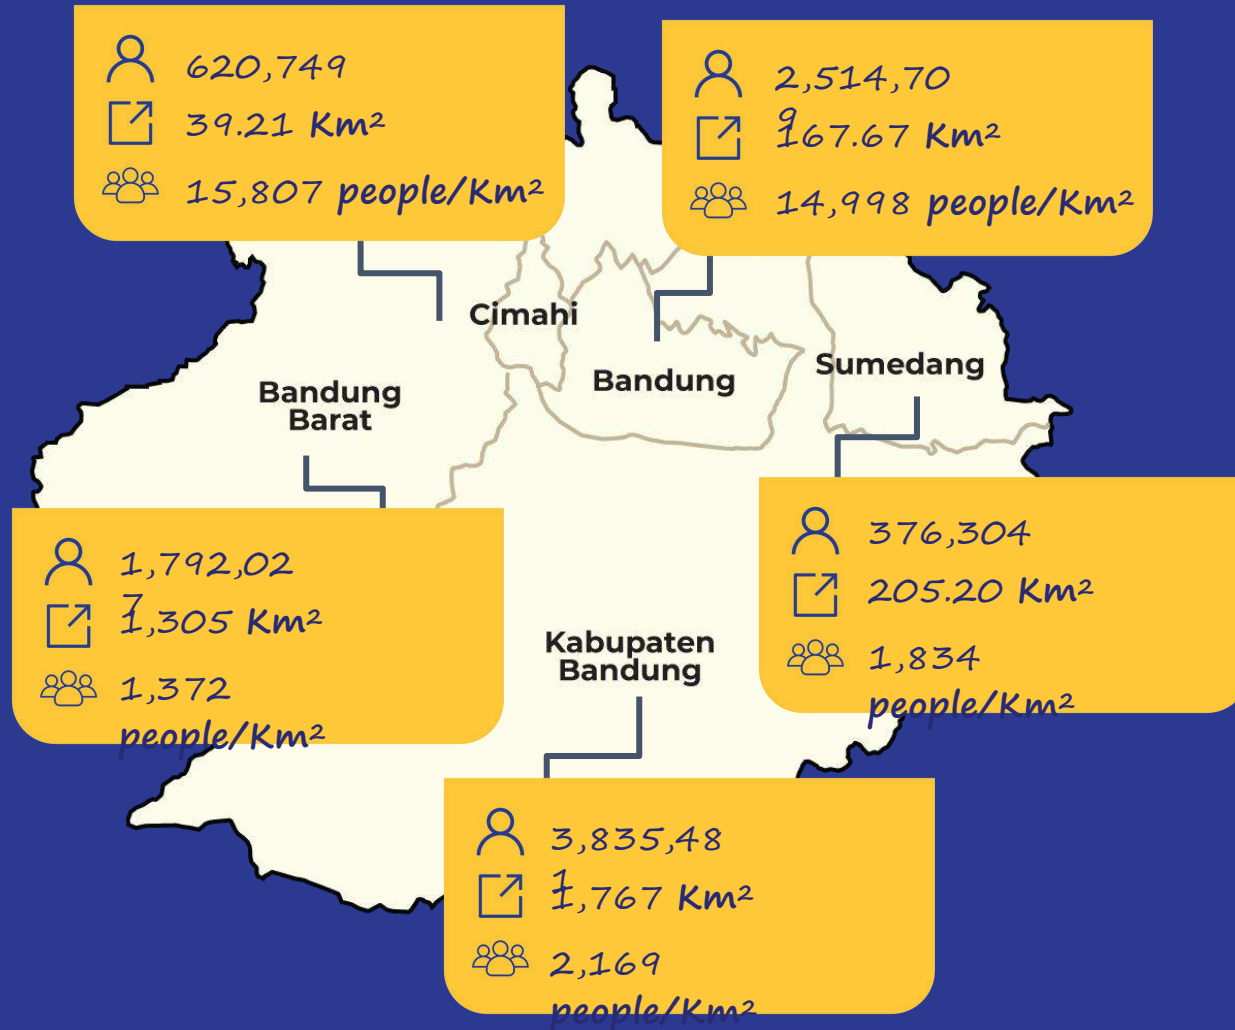 620,749
39.21 Km²
15,807 people/Km²
2,514,70
9
167.67 Km²
14,998 people/Km²
Cimahi
Bandung
Sumedang
Bandung
Barat
1,792,02
7
1,305 Km²
1,372
people/Km²
376,304
205.20 Km²
1,834
people/Km²
Kabupaten
Bandung
3,835,48
1
1,767 Km²
2,169
people/Km²